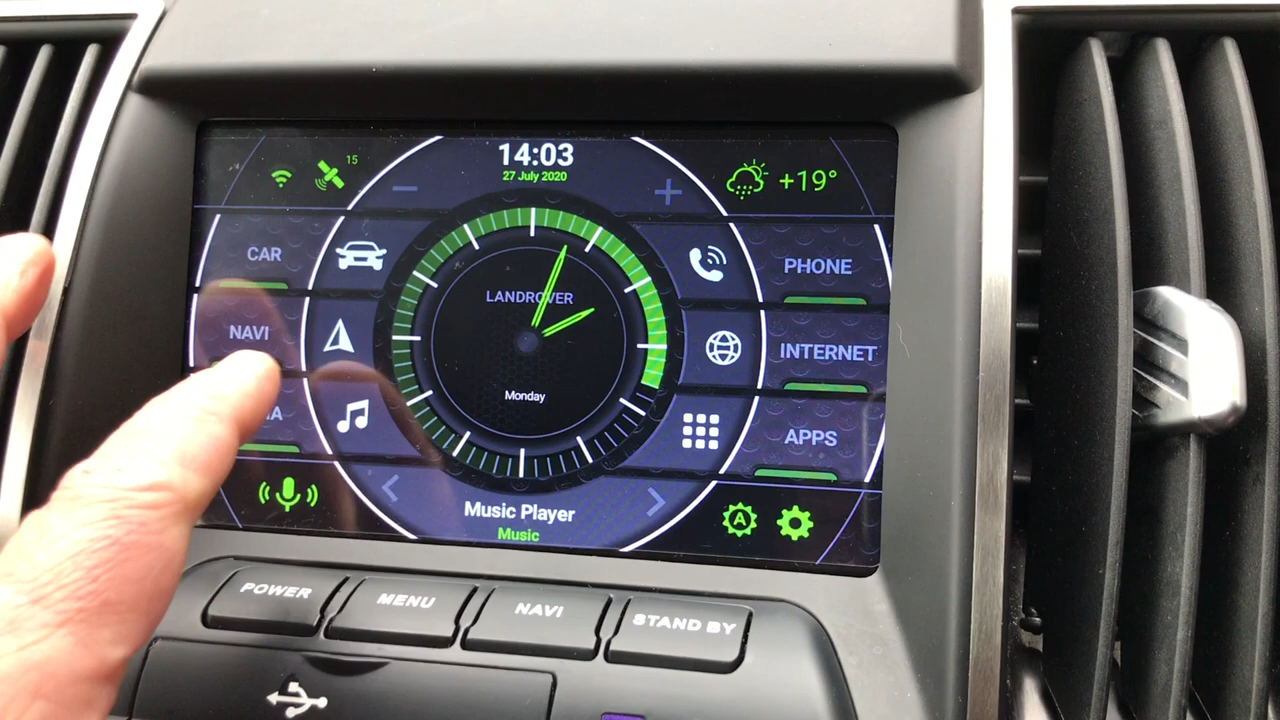 15
14:03
27 July 2020
+19°
CAR
PHONE
LANDROVER
NAVI
INTERNET
Monday
APPS
Music Player
Music
A
POWER
MENU
NAVI
STAND BY